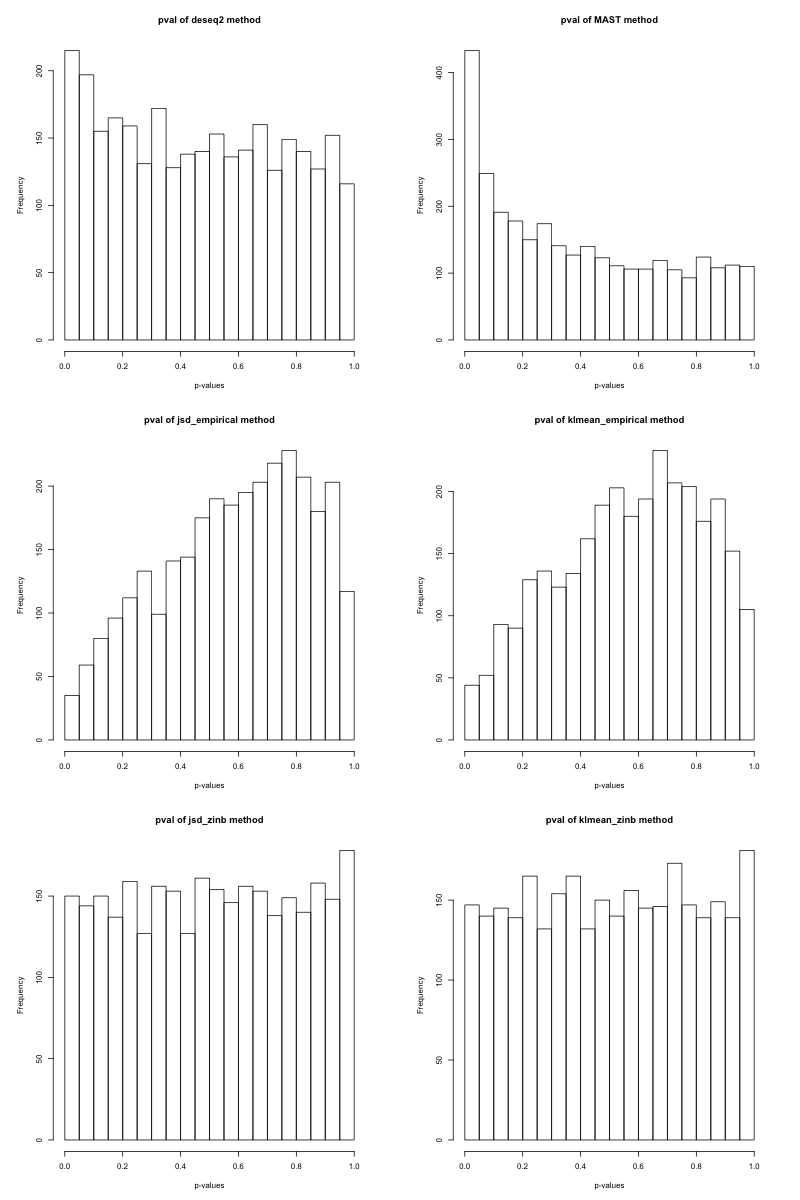 pval of deseq2 method
Frequency
200
150
100
50
0
0.0 0.2 0.4 0.6 0.8 1.0
p-values
pval of MAST method
Frequency
400
300
200
100
0
0.0 0.2 0.4 0.6 0.8 1.0
p-values
pval of jsd_empirical method
Frequency
200
150
100
50
0
0.0 0.2 0.4 0.6 0.8 1.0
p-values
pval of klmean_empirical method
Frequency
200
150
100
50
0
0.0 0.2 0.4 0.6 0.8 1.0
p-values
pval of jsd_zinb method
Frequency
150
100
50
0
0.0 0.2 0.4 0.6 0.8 1.0
p-values
pval of klmean_zinb method
Frequency
150
100
50
0
0.0 0.2 0.4 0.6 0.8 1.0
p-values